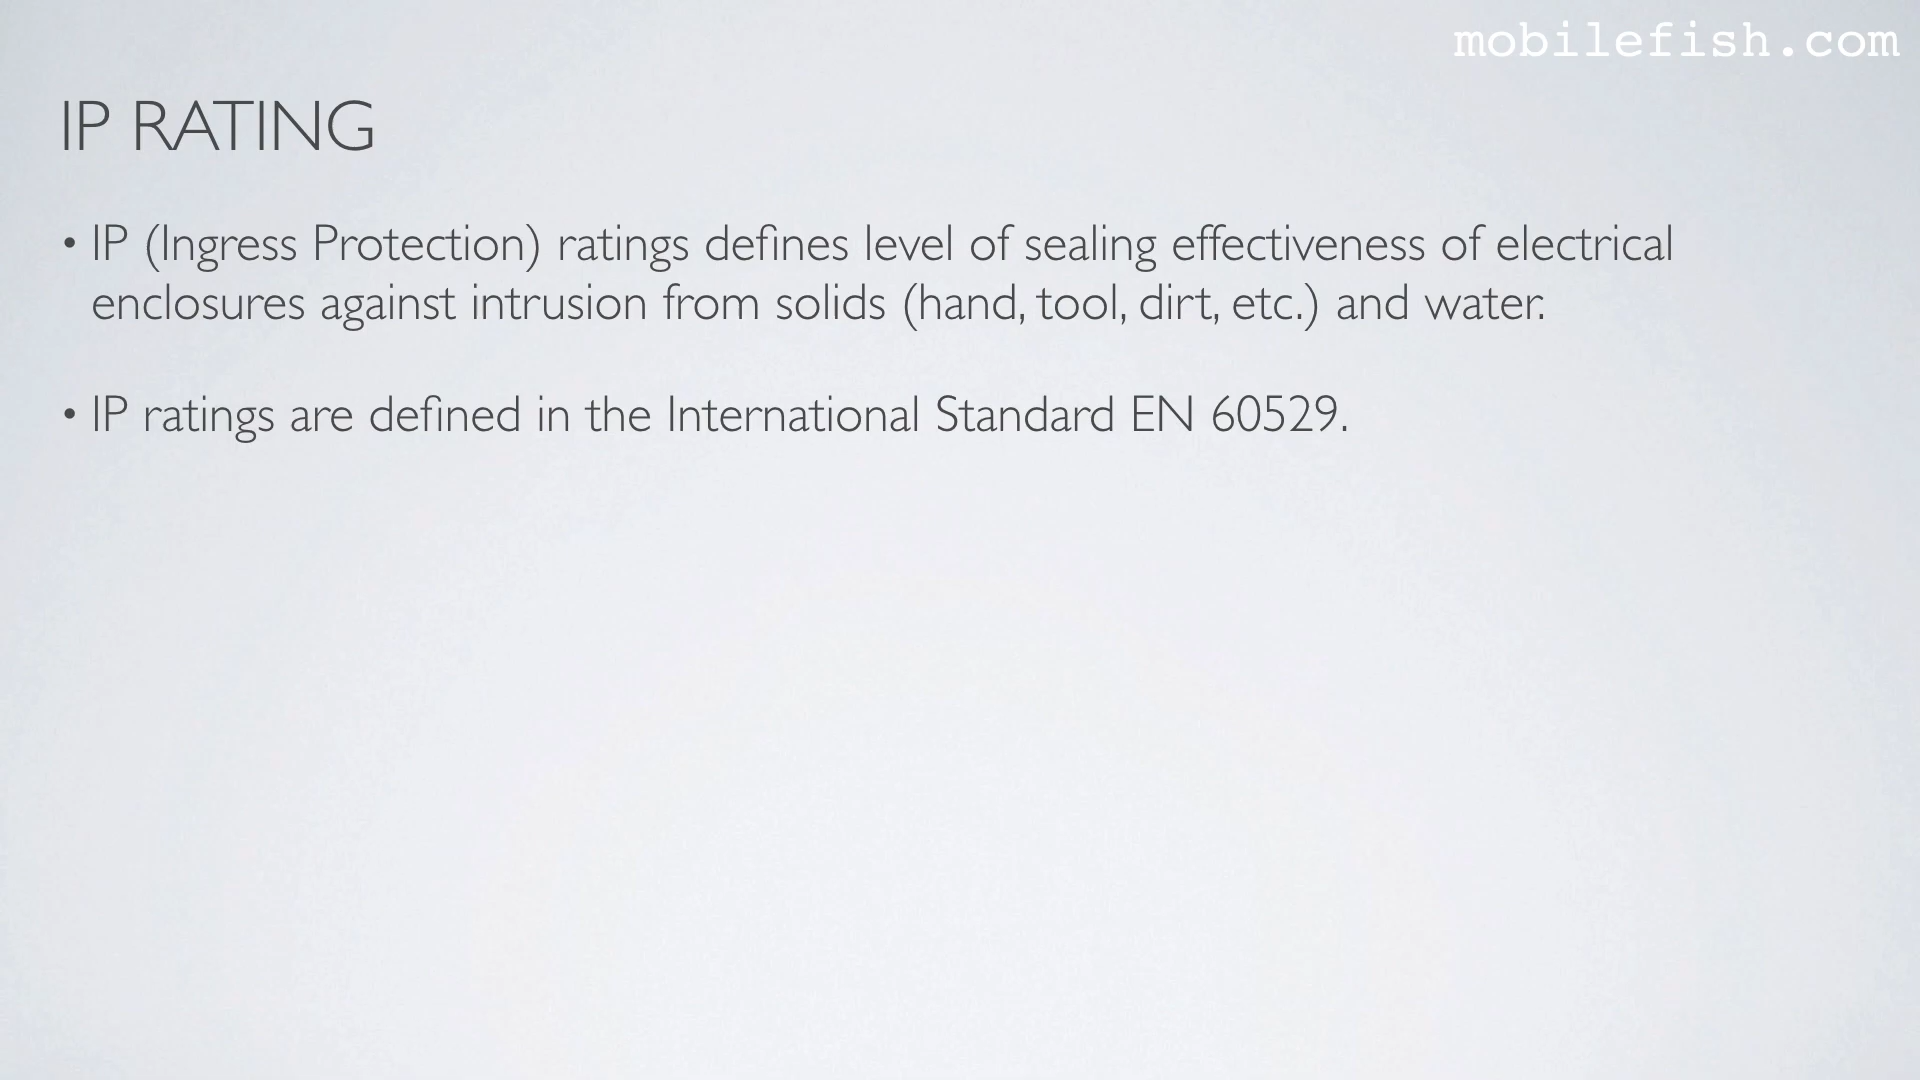 mobilefish.com
IP RATING
• IP (Ingress Protection) ratings defines level of sealing effectiveness of electrical
enclosures against intrusion from solids (hand, tool, dirt, etc.) and water.
• IP ratings are defined in the International Standard EN 60529.